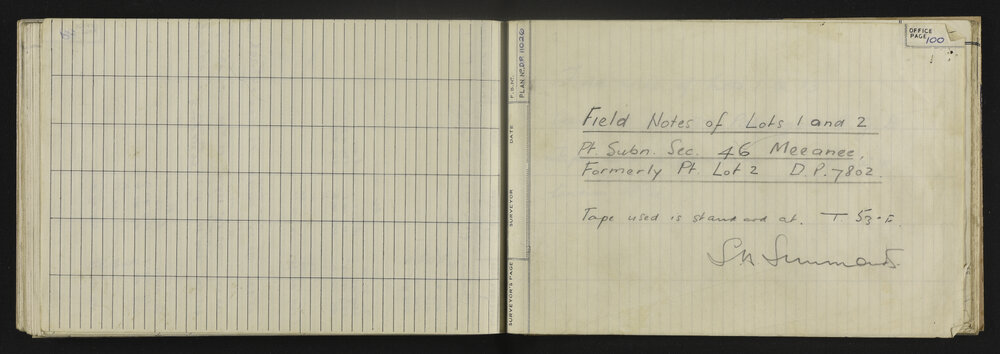 OFFICE
PAGE 100
F.B. Nº.
PLAN Nº. D.P. 11026
DATE
SURVEYOR
SURVEYOR'S PAGE
Field Notes of Lots 1 and 2
Pt. Subn. Sec. 46 Meeanee,
Formerly Pt. Lot 2 D.P. 7802.
Tape used is standard at. T. 53° F.